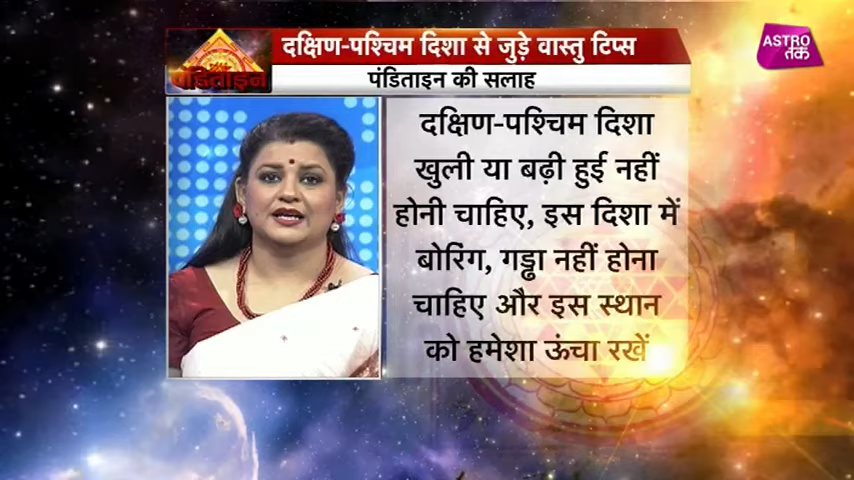 पंडिताइन
दक्षिण-पश्चिम दिशा से जुड़े वास्तु टिप्स
पंडिताइन की सलाह
ASTRO
तक
दक्षिण-पश्चिम दिशा
खुली या बढ़ी हुई नहीं
होनी चाहिए, इस दिशा में
बोरिंग, गड्ढा नहीं होना
चाहिए और इस स्थान
को हमेशा ऊंचा रखें